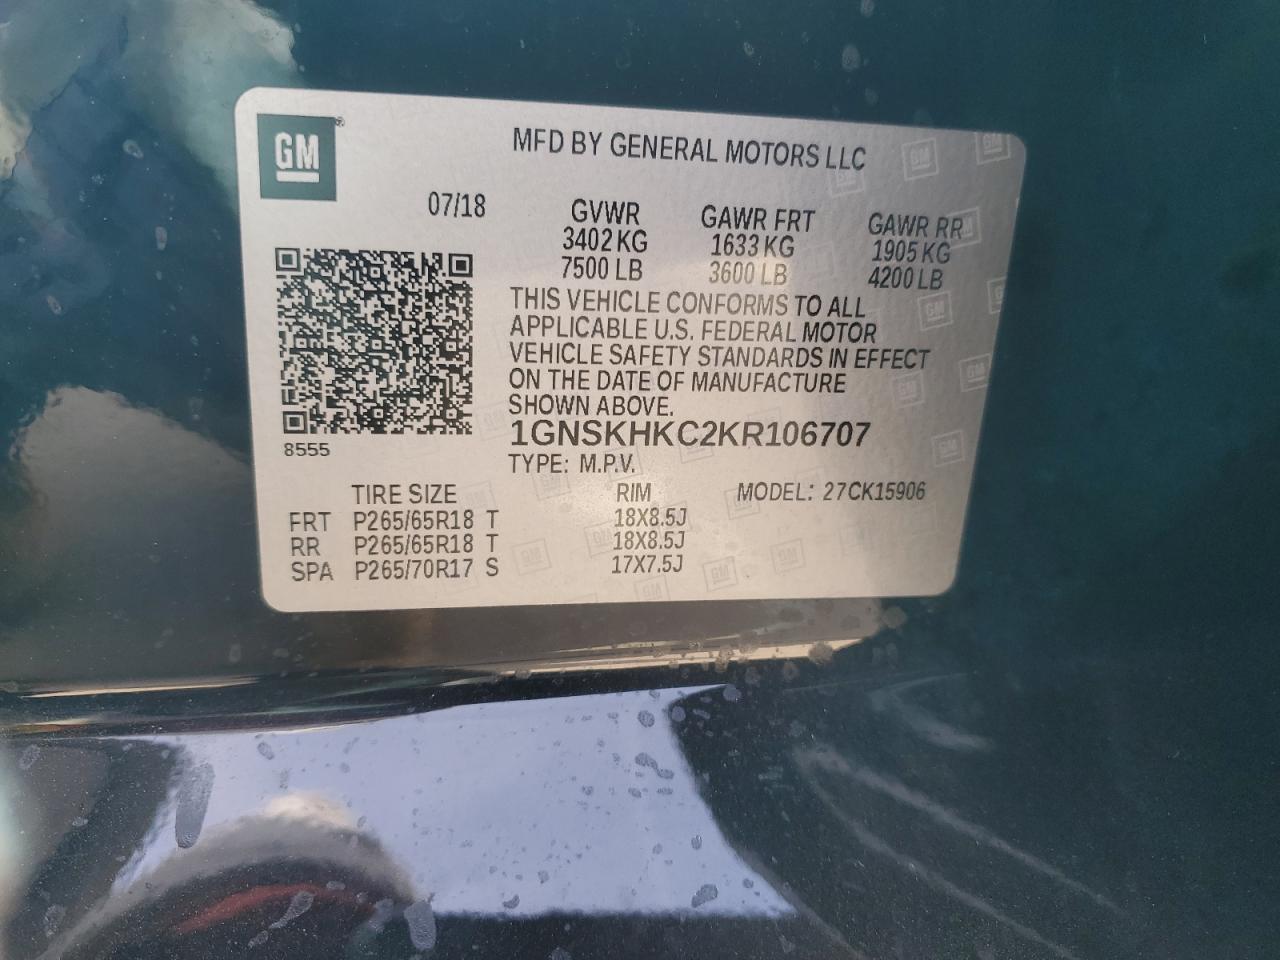 GM®
MFD BY GENERAL MOTORS LLC
07/18
GVWR GAWR FRT GAWR RR
3402 KG 1633 KG 1905 KG
7500 LB 3600 LB 4200 LB
THIS VEHICLE CONFORMS TO ALL
APPLICABLE U.S. FEDERAL MOTOR
VEHICLE SAFETY STANDARDS IN EFFECT
ON THE DATE OF MANUFACTURE
SHOWN ABOVE.
8555
1GNSKHKC2KR106707
TYPE: M.P.V.
TIRE SIZE RIM MODEL: 27CK15906
FRT P265/65R18 T 18X8.5J
RR P265/65R18 T 18X8.5J
SPA P265/70R17 S 17X7.5J